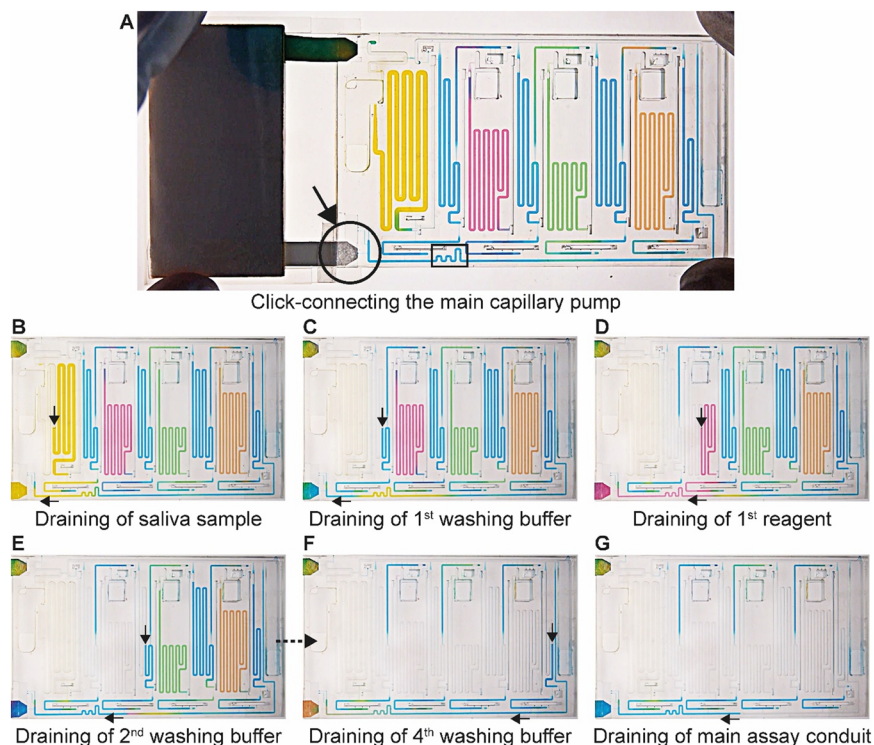 A
Click-connecting the main capillary pump
B
C
D
Draining of saliva sample
Draining of 1st washing buffer
Draining of 1st reagent
E
F
G
Draining of 2nd washing buffer
Draining of 4th washing buffer
Draining of main assay conduit